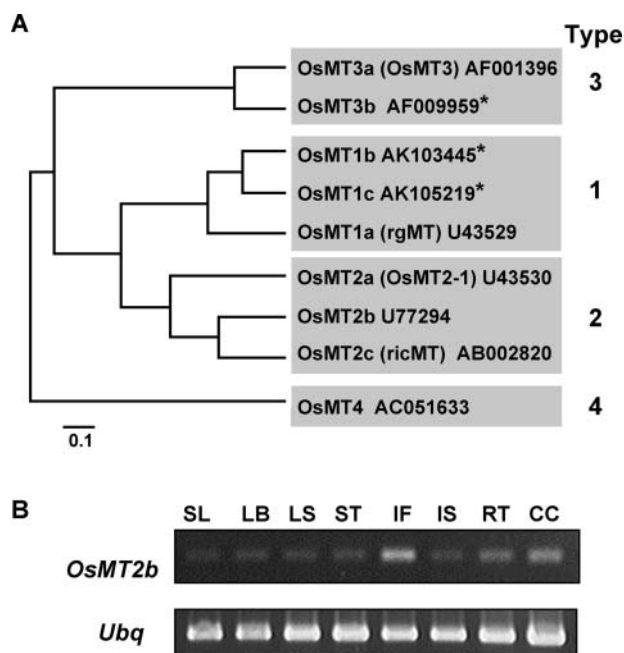 A
Type
OsMT3a (OsMT3) AF001396
OsMT3b AF009959*
3
OsMT1b AK103445*
OsMT1c AK105219*
OsMT1a (rgMT) U43529
1
OsMT2a (OsMT2-1) U43530
OsMT2b U77294
OsMT2c (ricMT) AB002820
2
OsMT4 AC051633
4
0.1
B
SL LB LS ST IF IS RT CC
OsMT2b
Ubq